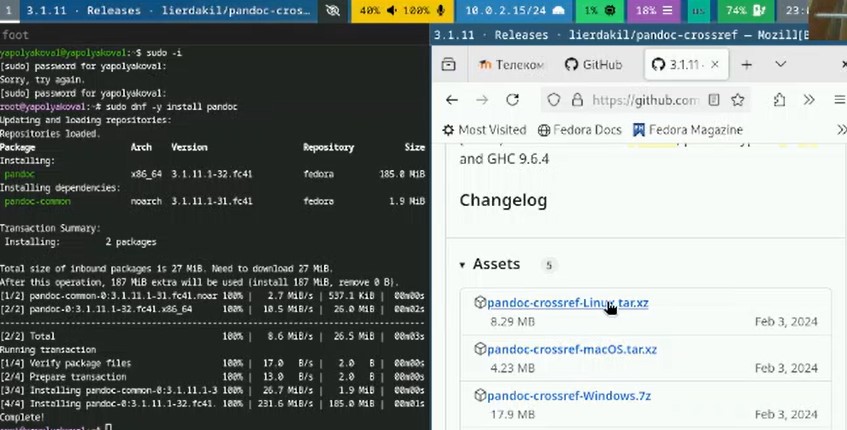 1 3.1.11 · Releases · lierdakil/pandoc-cros... 40% 100% 10.0.2.15/24 1% 18% 74%
foot
yapolyakova@yapolyakova:~$ sudo -i
[sudo] password for yapolyakova:
Sorry, try again.
[sudo] password for yapolyakova:
root@yapolyakova:~# sudo dnf -y install pandoc
Updating and loading repositories:
Repositories loaded.
Package Arch Version Repository Size
Installing:
pandoc x86_64 3.1.11.1-32.fc41 fedora 185.0 MiB
Installing dependencies:
pandoc-common noarch 3.1.11.1-31.fc41 fedora 1.9 MiB
Transaction Summary:
Installing: 2 packages
Total size of inbound packages is 27 MiB. Need to download 27 MiB.
After this operation, 187 MiB extra will be used (install 187 MiB, remove 0 B).
[1/2] pandoc-common-0:3.1.11.1-31.fc41.noar 100% | 2.7 MiB/s | 537.1 KiB | 00m00s
[2/2] pandoc-0:3.1.11.1-32.fc41.x86_64 100% | 10.5 MiB/s | 26.0 MiB | 00m02s
--------------------------------------------------------------------------------
[2/2] Total 100% | 8.6 MiB/s | 26.5 MiB | 00m03s
Running transaction
[1/4] Verify package files 100% | 17.0 B/s | 2.0 B | 00m00s
[2/4] Prepare transaction 100% | 13.0 B/s | 2.0 B | 00m00s
[3/4] Installing pandoc-common-0:3.1.11.1-3 100% | 26.7 MiB/s | 1.9 MiB | 00m00s
[4/4] Installing pandoc-0:3.1.11.1-32.fc41. 100% | 231.6 MiB/s | 185.0 MiB | 00m01s
Complete!
3.1.11 · Releases · lierdakil/pandoc-crossref — Mozill
Телеком GitHub 3.1.11 ·
https://github.com
Most Visited Fedora Docs Fedora Magazine
and GHC 9.6.4
Changelog
Assets 5
pandoc-crossref-Linux.tar.xz
8.29 MB Feb 3, 2024
pandoc-crossref-macOS.tar.xz
4.23 MB Feb 3, 2024
pandoc-crossref-Windows.7z
17.9 MB Feb 3, 2024